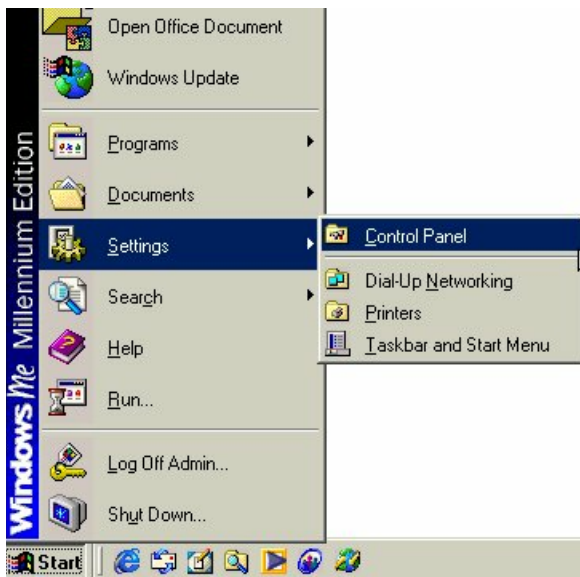 Open Office Document
Windows Update
Programs
Documents
Settings
Search
Help
Run...
Log Off Admin...
Shut Down...
Control Panel
Dial-Up Networking
Printers
Taskbar and Start Menu
Windows Me Millennium Edition
Start